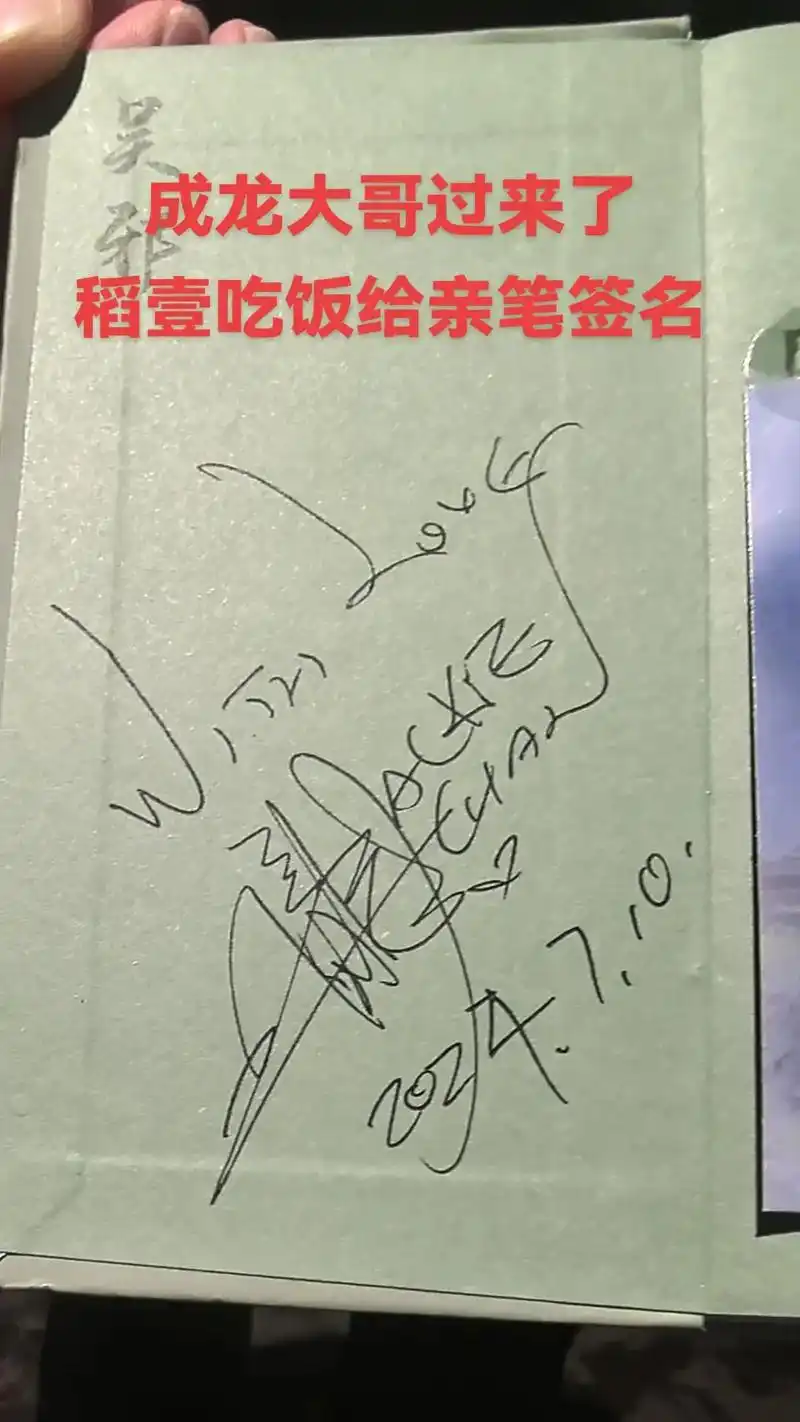 吴邪
成龙大哥过来了
稻壹吃饭给亲笔签名
With Love
JACKIE
CHAN
2024.7.10.